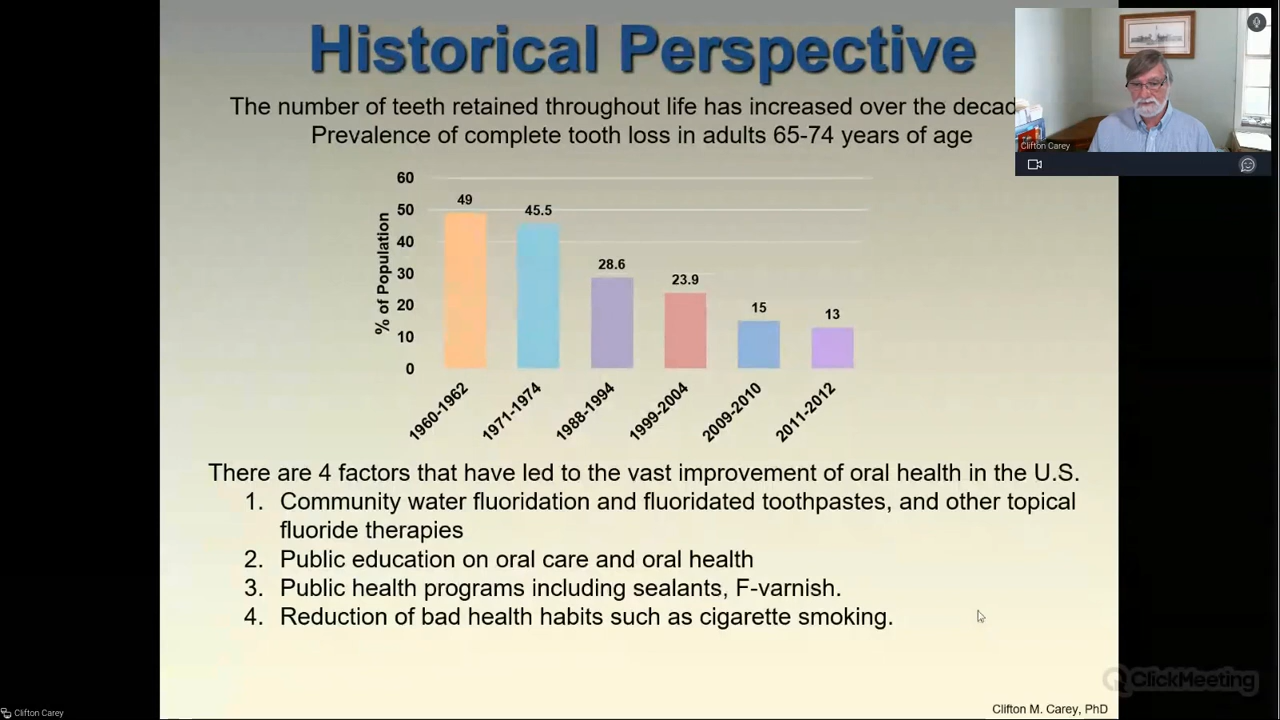 Historical Perspective
The number of teeth retained throughout life has increased over the decad
Prevalence of complete tooth loss in adults 65-74 years of age
Clifton Carey
% of Population
60
50
40
30
20
10
0
49
45.5
28.6
23.9
15
13
1960-1962
1971-1974
1988-1994
1999-2004
2009-2010
2011-2012
There are 4 factors that have led to the vast improvement of oral health in the U.S.
1. Community water fluoridation and fluoridated toothpastes, and other topical
fluoride therapies
2. Public education on oral care and oral health
3. Public health programs including sealants, F-varnish.
4. Reduction of bad health habits such as cigarette smoking.
ClickMeeting
Clifton M. Carey, PhD
Clifton Carey